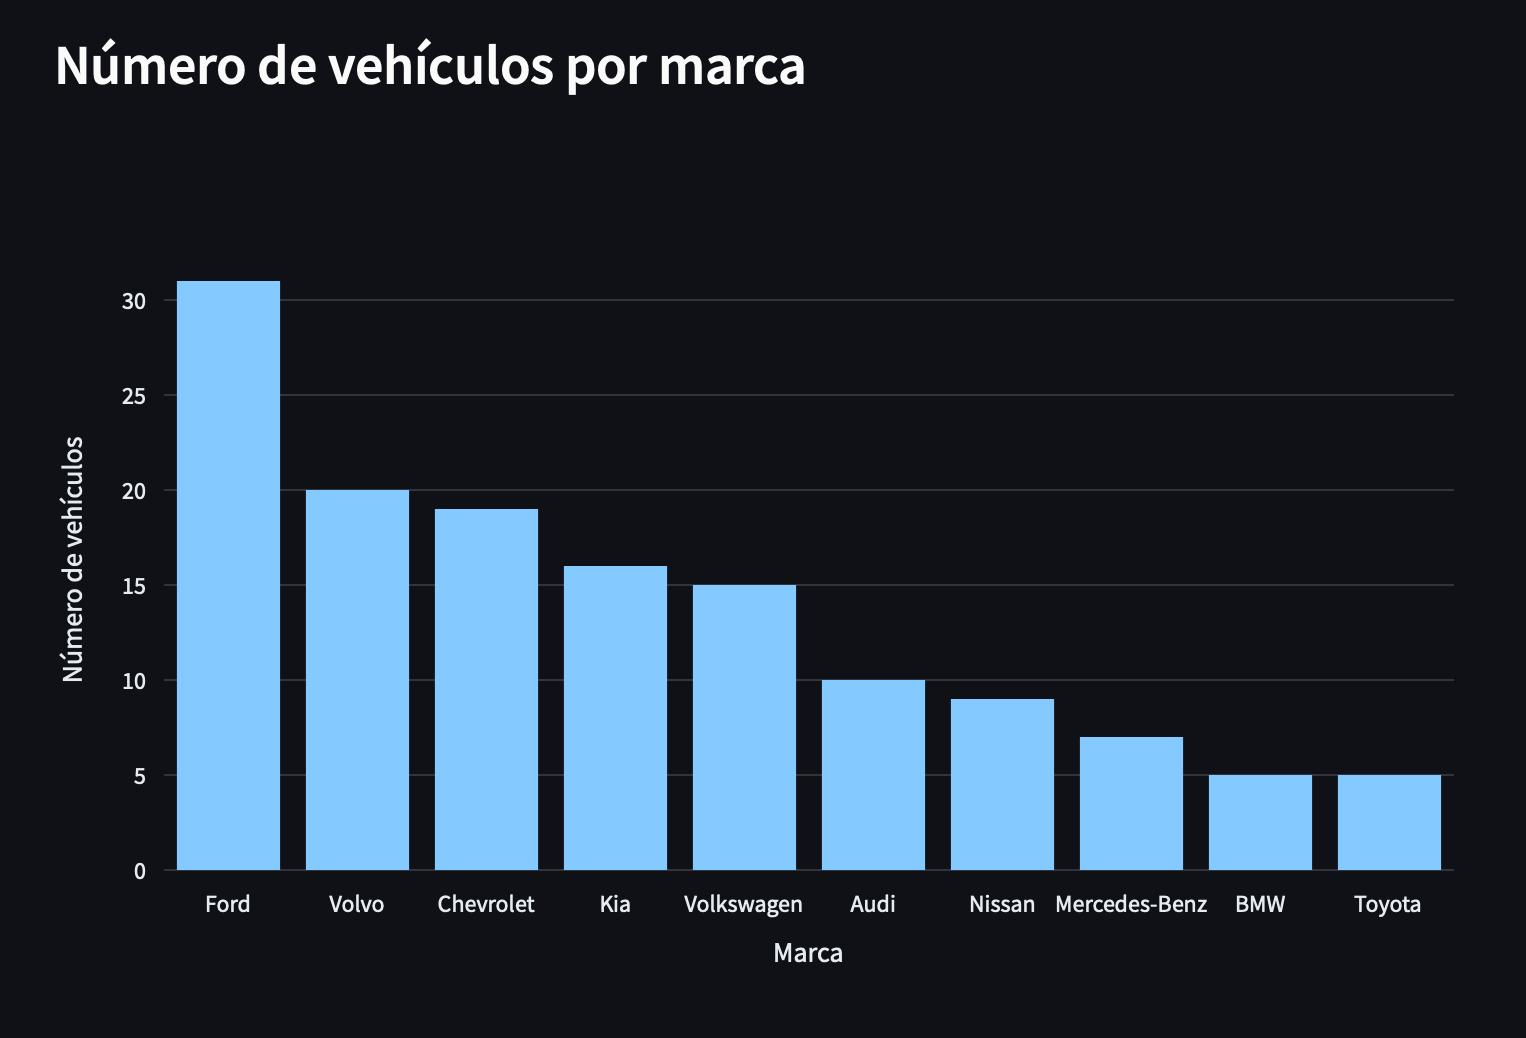 Número de vehículos por marca
Número de vehículos
30
25
20
15
10
5
0
Ford Volvo Chevrolet Kia Volkswagen Audi Nissan Mercedes-Benz BMW Toyota
Marca